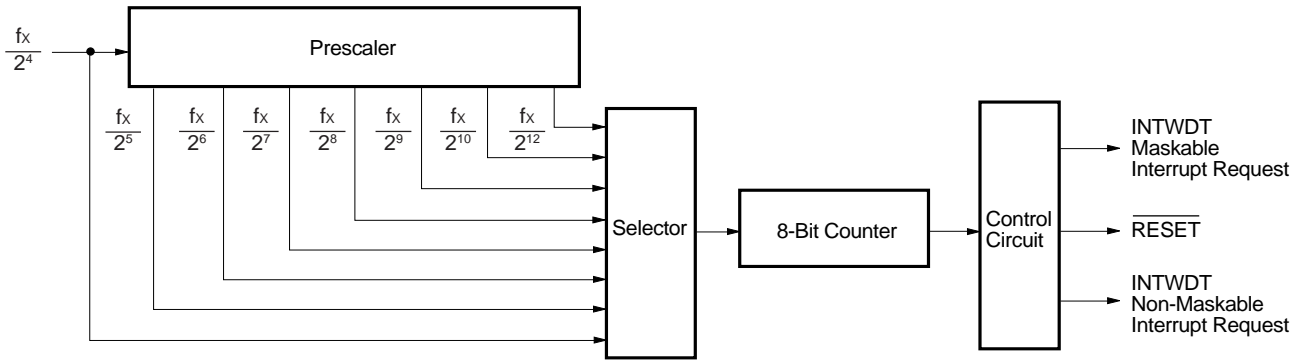 fX/2⁴
Prescaler
fX/2⁵ fX/2⁶ fX/2⁷ fX/2⁸ fX/2⁹ fX/2¹⁰ fX/2¹²
Selector
8-Bit Counter
Control
Circuit
INTWDT
Maskable
Interrupt Request
RESET
INTWDT
Non-Maskable
Interrupt Request